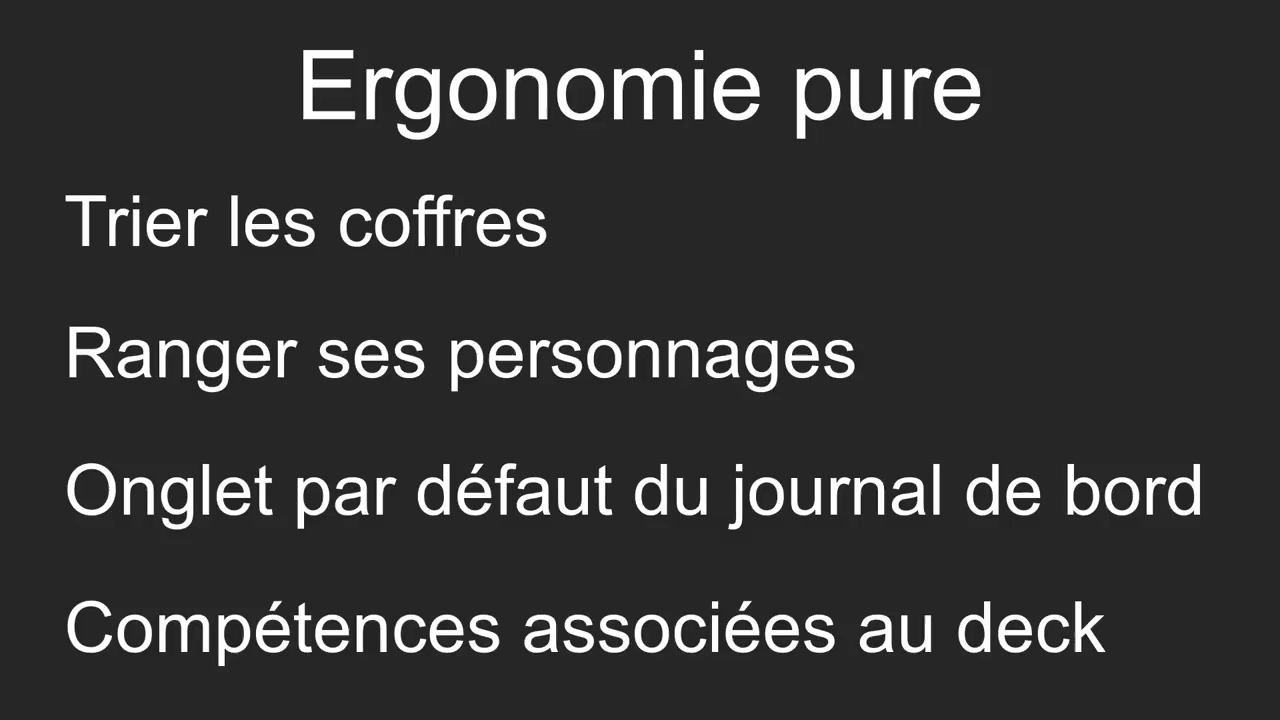 Ergonomie pure
Trier les coffres
Ranger ses personnages
Onglet par défaut du journal de bord
Compétences associées au deck